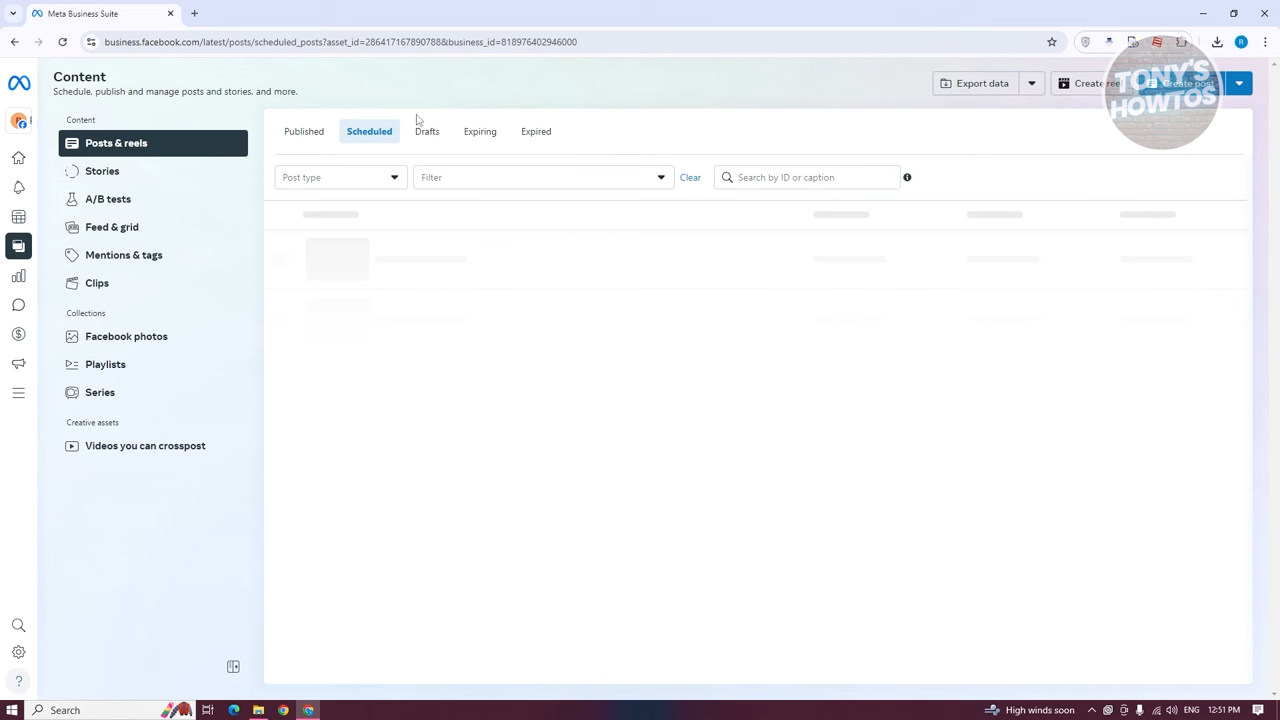 Meta Business Suite
business.facebook.com/latest/posts/scheduled_posts?asset_id=286417167890788&business_id=818976402946000
R
Content
Schedule, publish and manage posts and stories, and more.
Export data
Create
Create post
TONY'S
HOWTOS
Content
Posts & reels
Stories
A/B tests
Feed & grid
Mentions & tags
Clips
Collections
Facebook photos
Playlists
Series
Creative assets
Videos you can crosspost
Published
Scheduled
Drafts
Expiring
Expired
Post type
Filter
Clear
Search by ID or caption
Search
High winds soon
ENG
12:51 PM